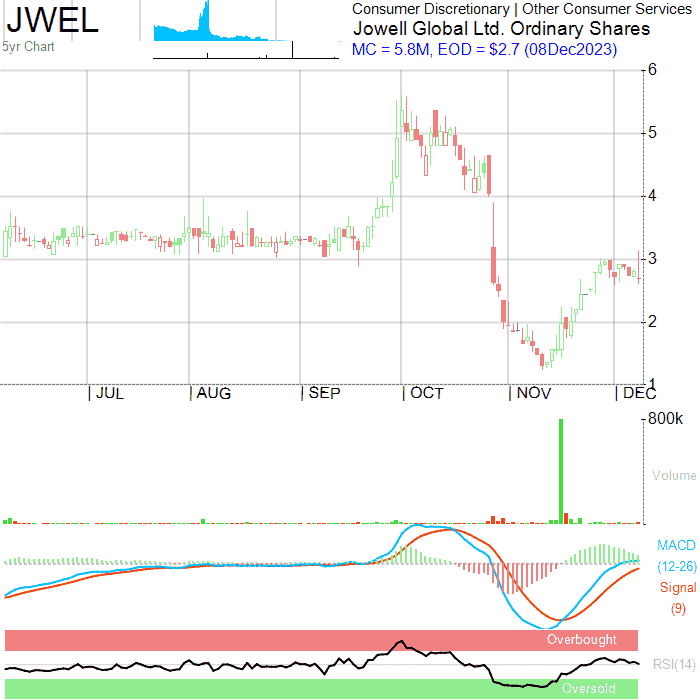 JWEL
5yr Chart
Consumer Discretionary | Other Consumer Services
Jowell Global Ltd. Ordinary Shares
MC = 5.8M, EOD = $2.7 (08Dec2023)
6
5
4
3
2
1
| JUL | AUG | SEP | OCT | NOV | DEC
800k
Volume
MACD
(12-26)
Signal
(9)
Overbought
RSI(14)
Oversold